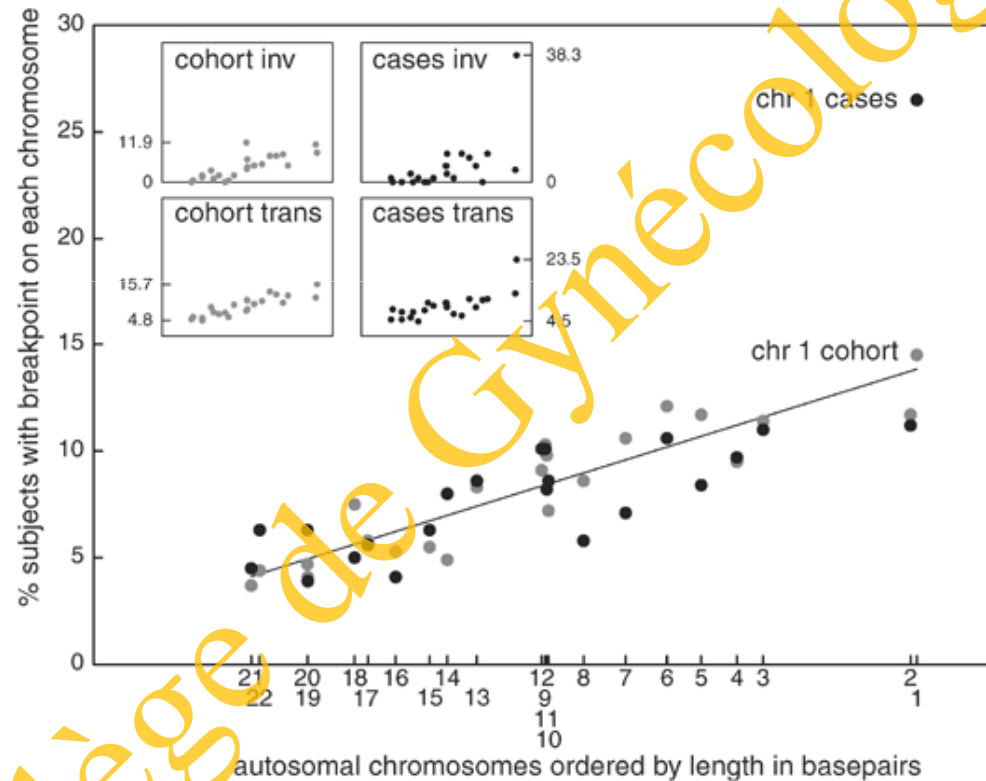 % subjects with breakpoint on each chromosome
30
25
20
15
10
5
0
cohort inv
11.9
0
cases inv
38.3
0
cohort trans
15.7
4.8
cases trans
23.5
4.5
chr 1 cases
chr 1 cohort
21 20 18 16 14 12 8 7 6 5 4 3 2
22 19 17 15 13 9 1
11
10
autosomal chromosomes ordered by length in basepairs
de Gynécolog